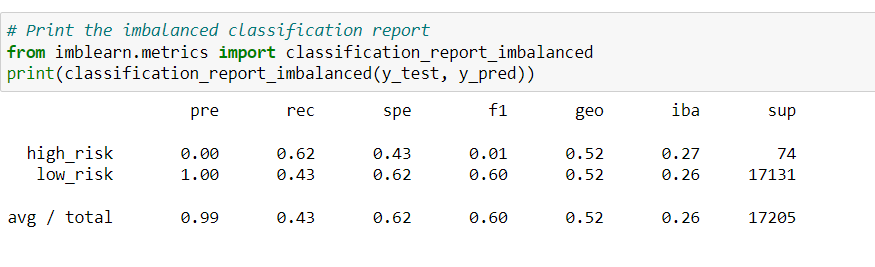 # Print the imbalanced classification report
from imblearn.metrics import classification_report_imbalanced
print(classification_report_imbalanced(y_test, y_pred))
pre rec spe f1 geo iba sup
high_risk 0.00 0.62 0.43 0.01 0.52 0.27 74
low_risk 1.00 0.43 0.62 0.60 0.52 0.26 17131
avg / total 0.99 0.43 0.62 0.60 0.52 0.26 17205